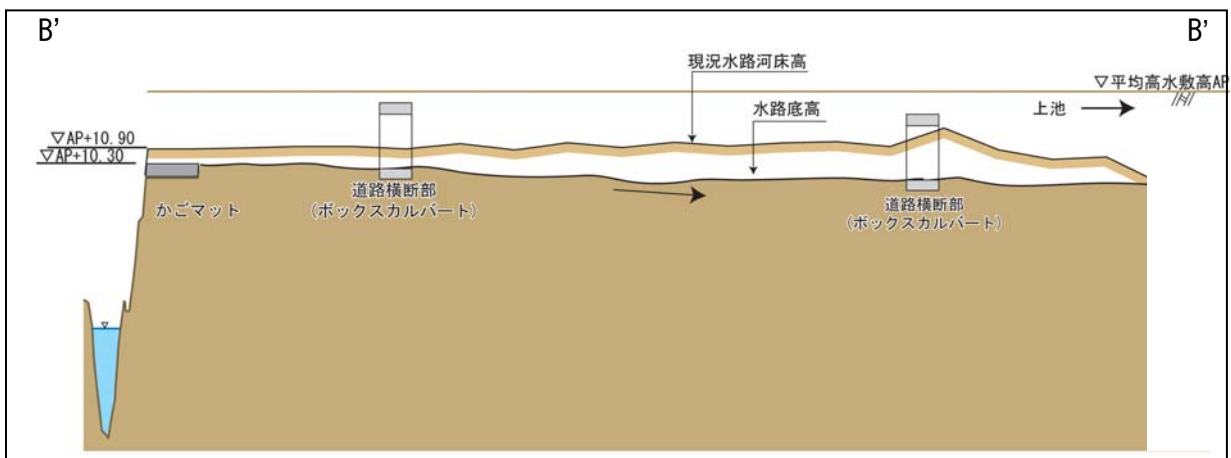 B’
B’
現況水路河床高
▽平均高水敷高AP
水路底高
上池
▽AP+10.90
▽AP+10.30
かごマット
道路横断部
(ボックスカルバート)
道路横断部
(ボックスカルバート)